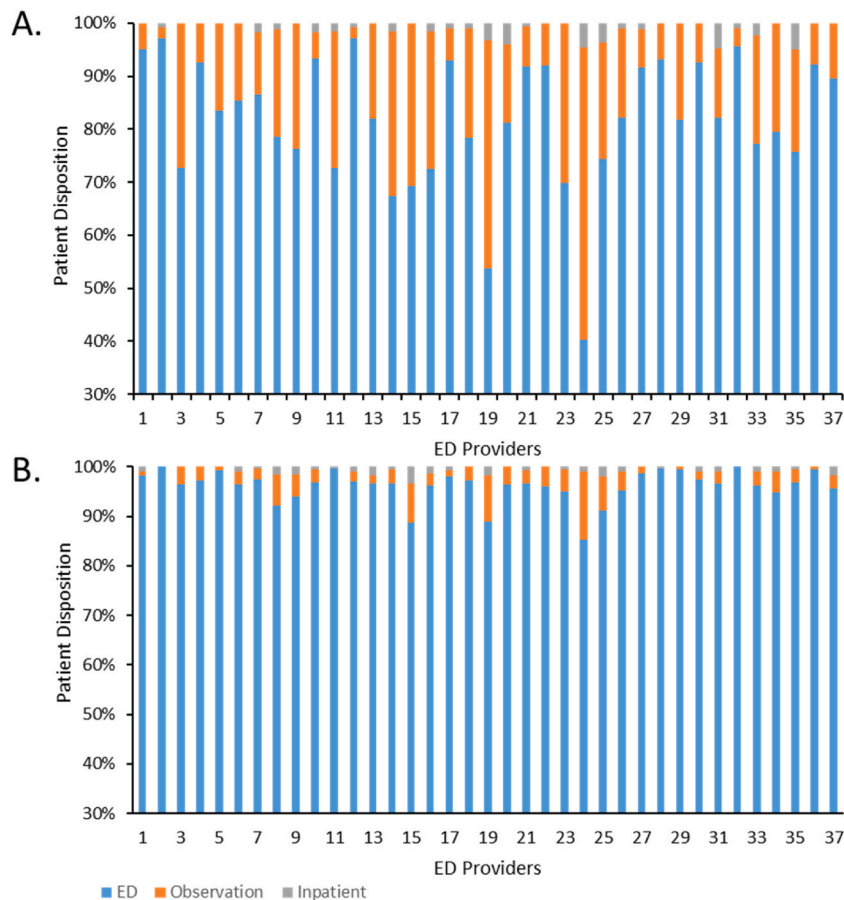 A.
100%
90%
80%
70%
60%
50%
40%
30%
Patient Disposition
1 3 5 7 9 11 13 15 17 19 21 23 25 27 29 31 33 35 37
ED Providers
B.
100%
90%
80%
70%
60%
50%
40%
30%
Patient Disposition
1 3 5 7 9 11 13 15 17 19 21 23 25 27 29 31 33 35 37
ED Providers
ED Observation Inpatient